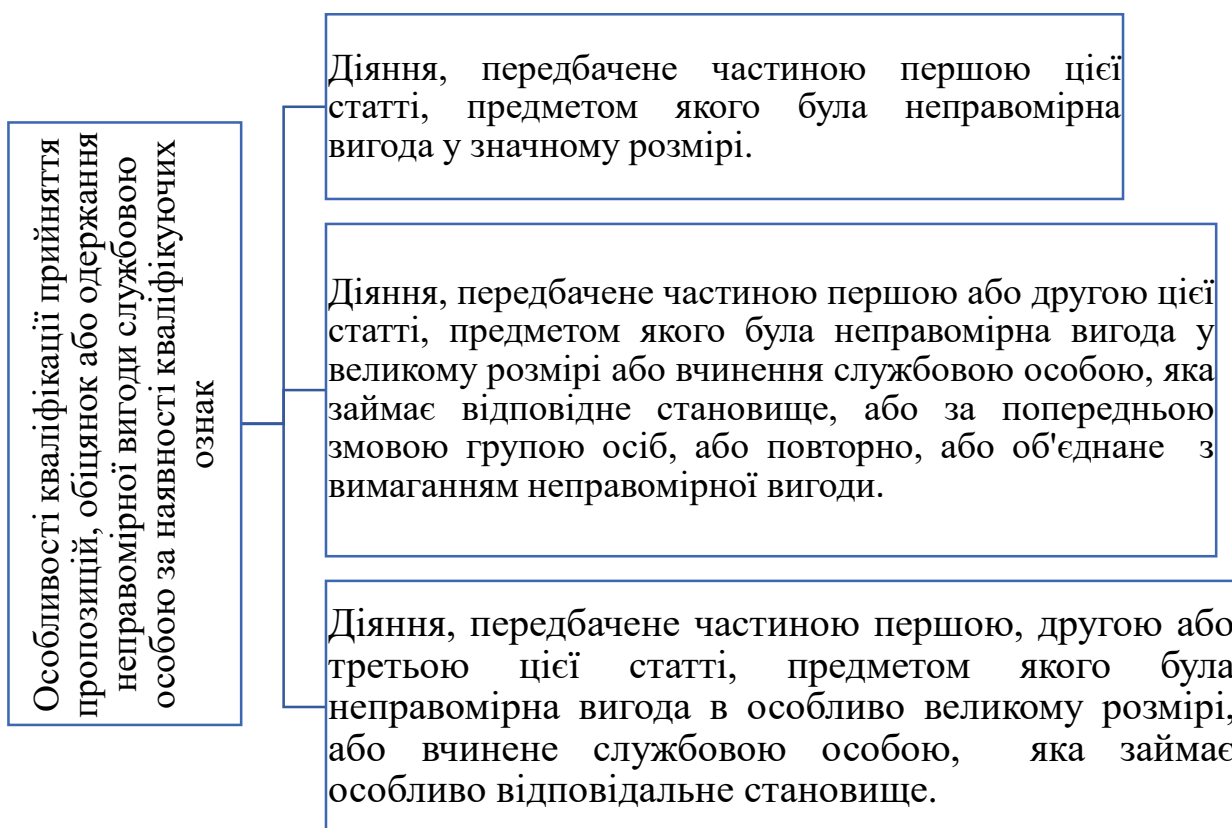 Особливості кваліфікації прийняття
пропозицій, обіцянок або одержання
неправомірної вигоди службовою
особою за наявності кваліфікуючих
ознак
Діяння, передбачене частиною першою цієї
статті, предметом якого була неправомірна
вигода у значному розмірі.
Діяння, передбачене частиною першою або другою цієї
статті, предметом якого була неправомірна вигода у
великому розмірі або вчинення службовою особою, яка
займає відповідне становище, або за попередньою
змовою групою осіб, або повторно, або об'єднане з
вимаганням неправомірної вигоди.
Діяння, передбачене частиною першою, другою або
третьою цієї статті, предметом якого була
неправомірна вигода в особливо великому розмірі,
або вчинене службовою особою, яка займає
особливо відповідальне становище.